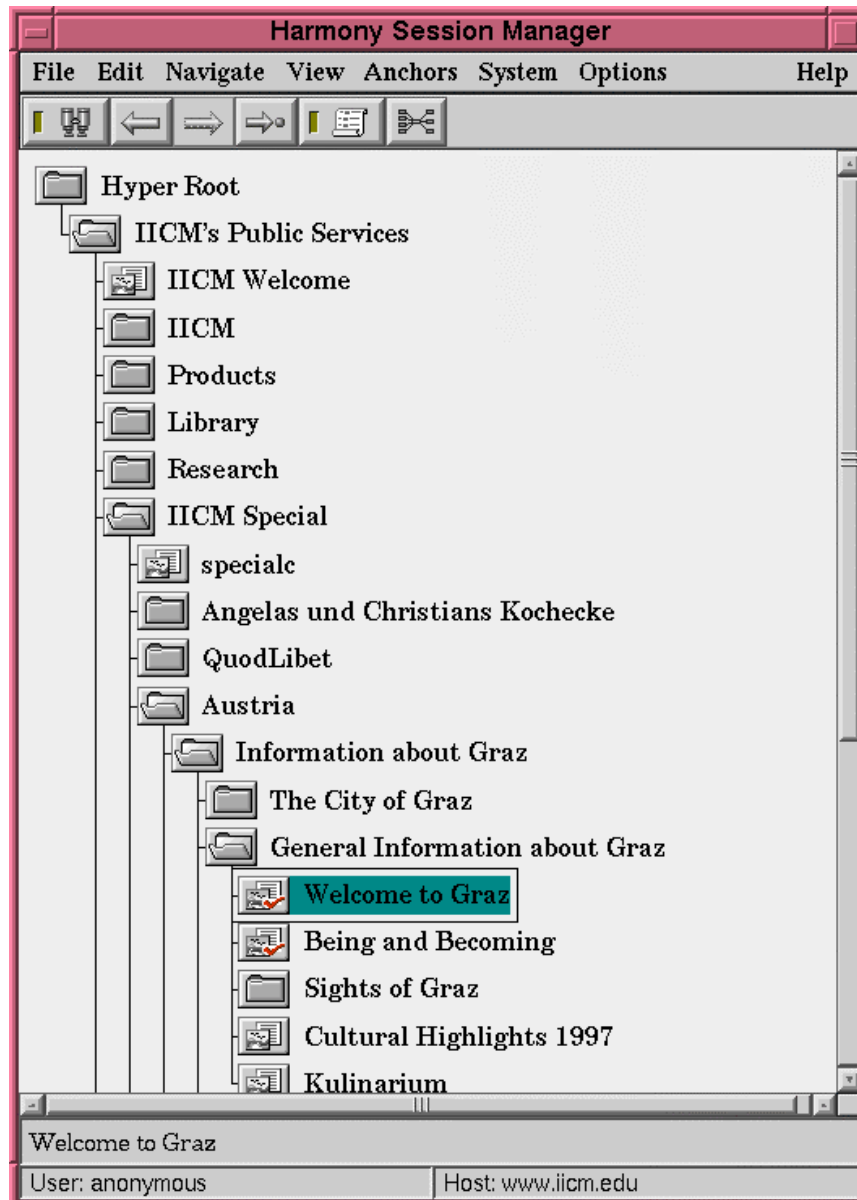 Harmony Session Manager
File Edit Navigate View Anchors System Options Help
Hyper Root
IICM's Public Services
IICM Welcome
IICM
Products
Library
Research
IICM Special
specialc
Angelas und Christians Kochecke
QuodLibet
Austria
Information about Graz
The City of Graz
General Information about Graz
Welcome to Graz
Being and Becoming
Sights of Graz
Cultural Highlights 1997
Kulinarium
Welcome to Graz
User: anonymous Host: www.iicm.edu